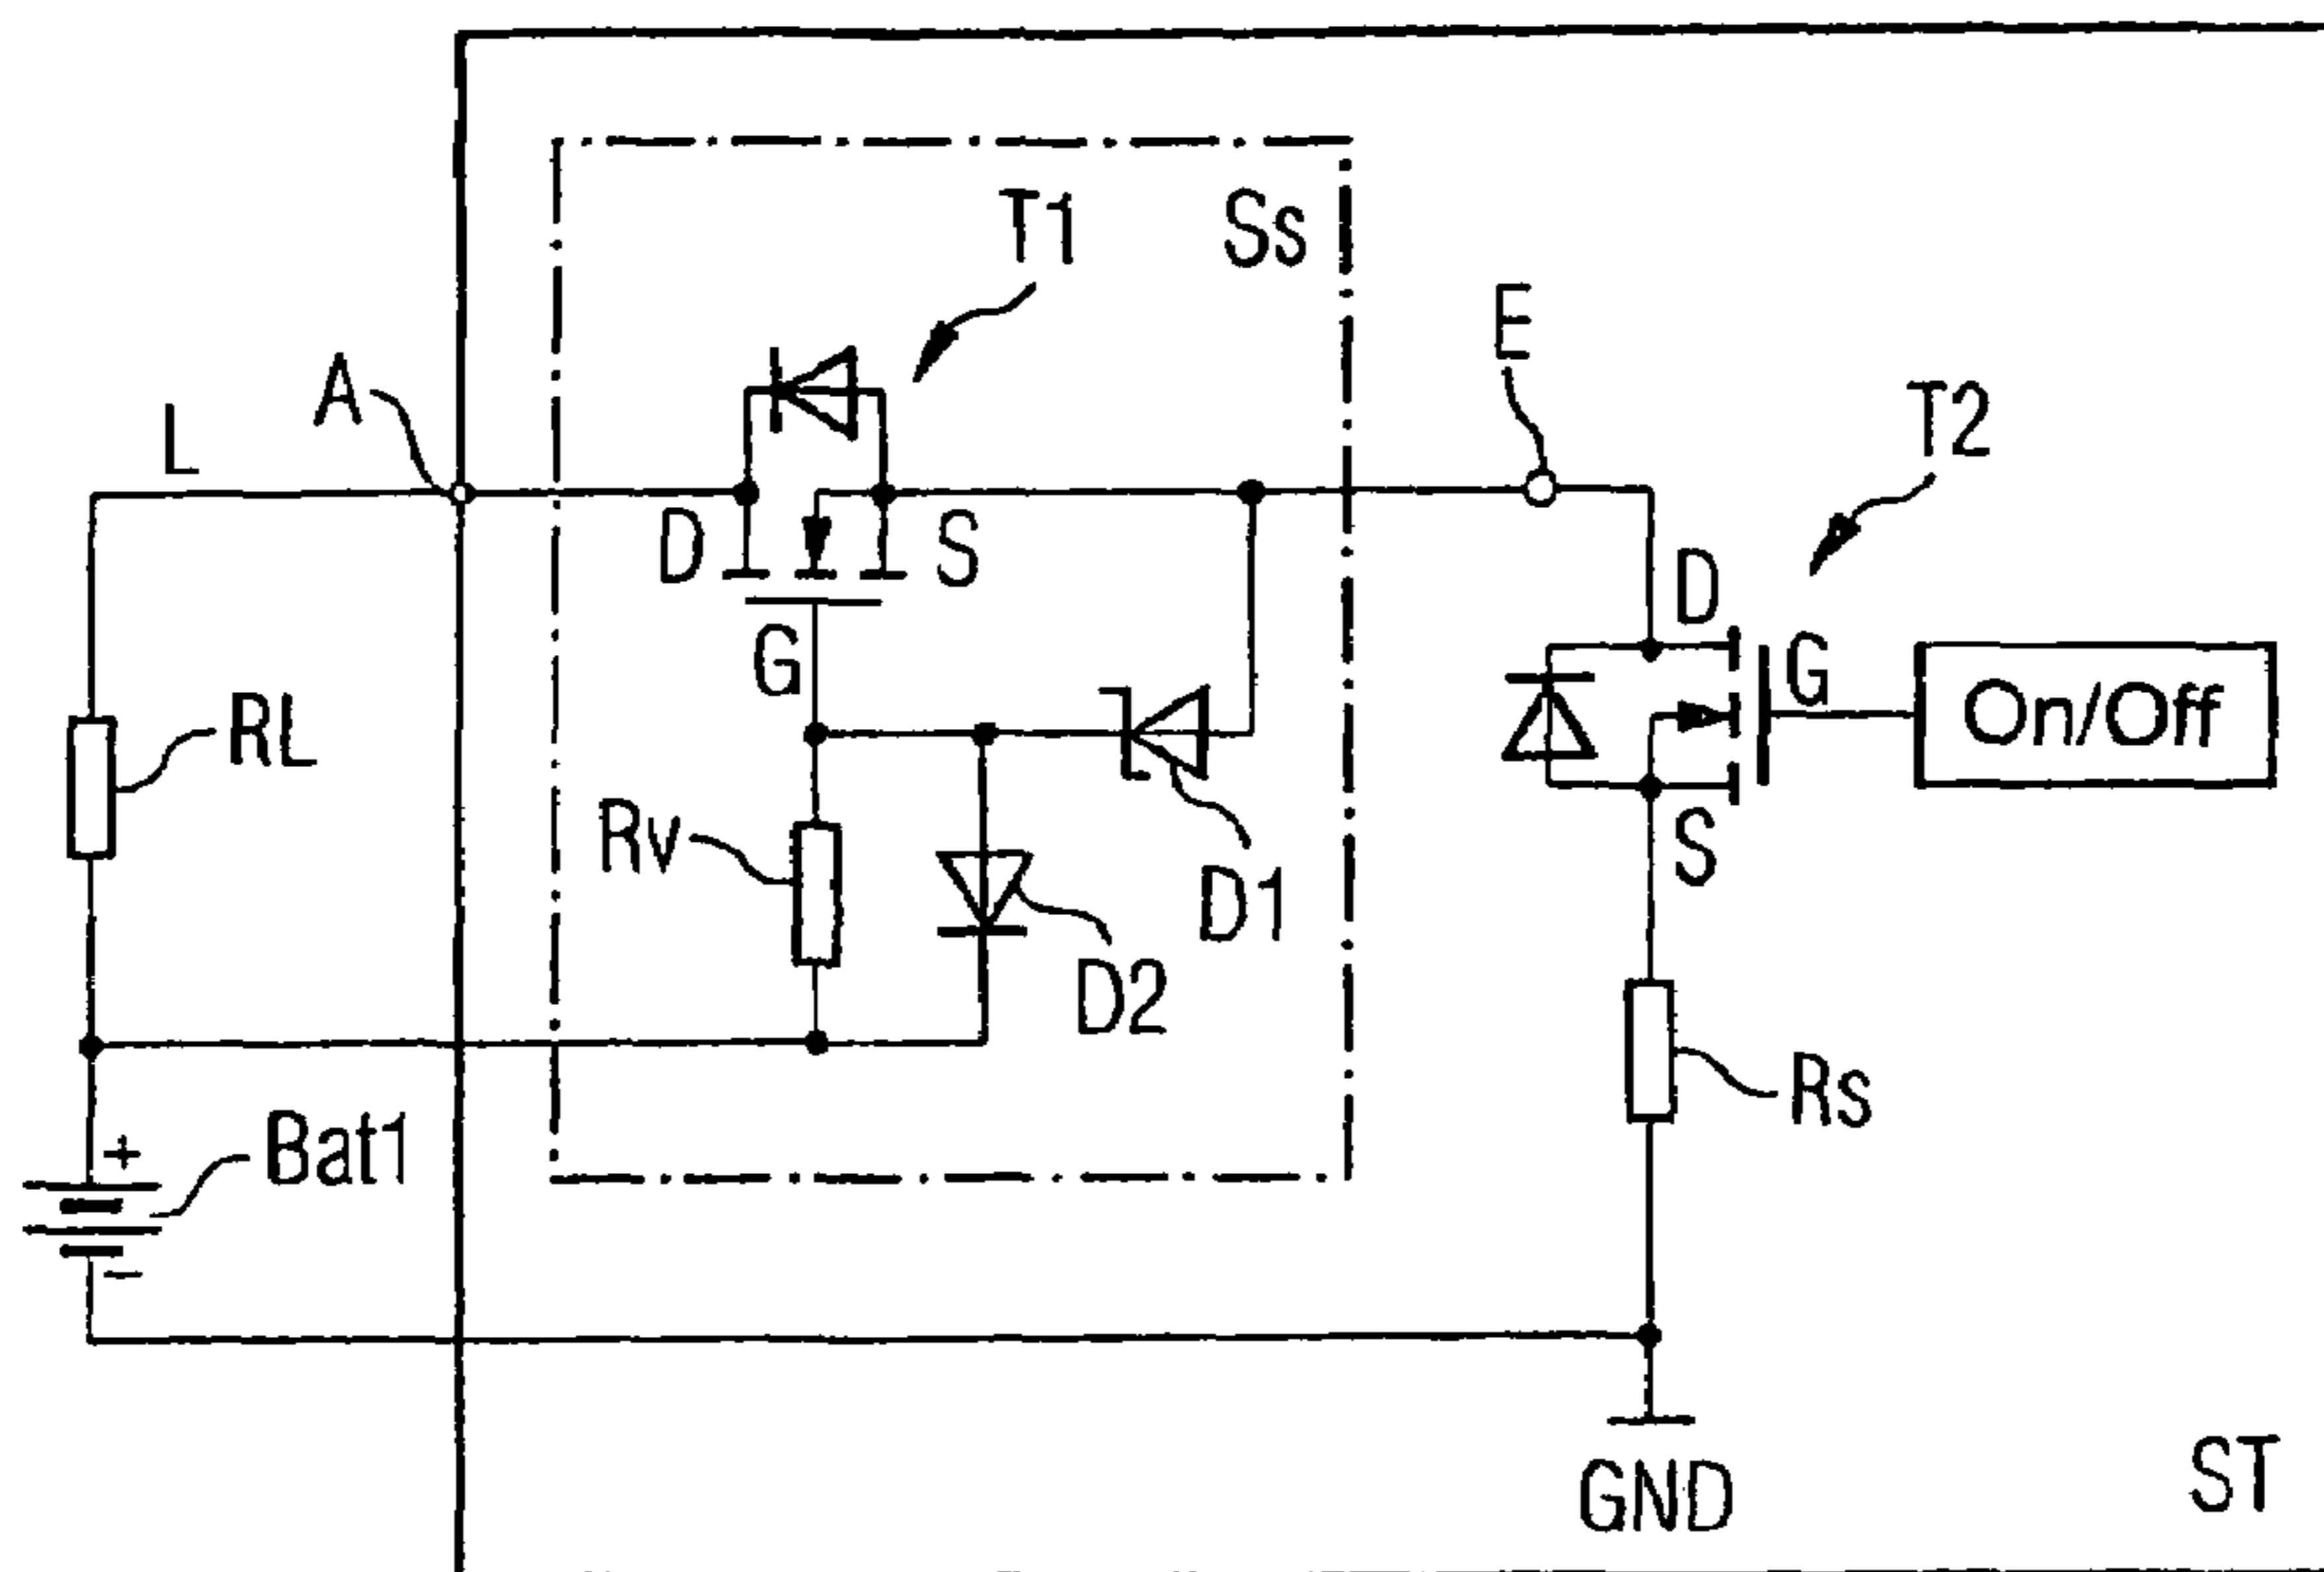 T1
Ss
E
A
T2
L
D
S
D
G
G
On/Off
RL
Rv
S
D1
D2
Rs
Bat1
+
−
GND
ST